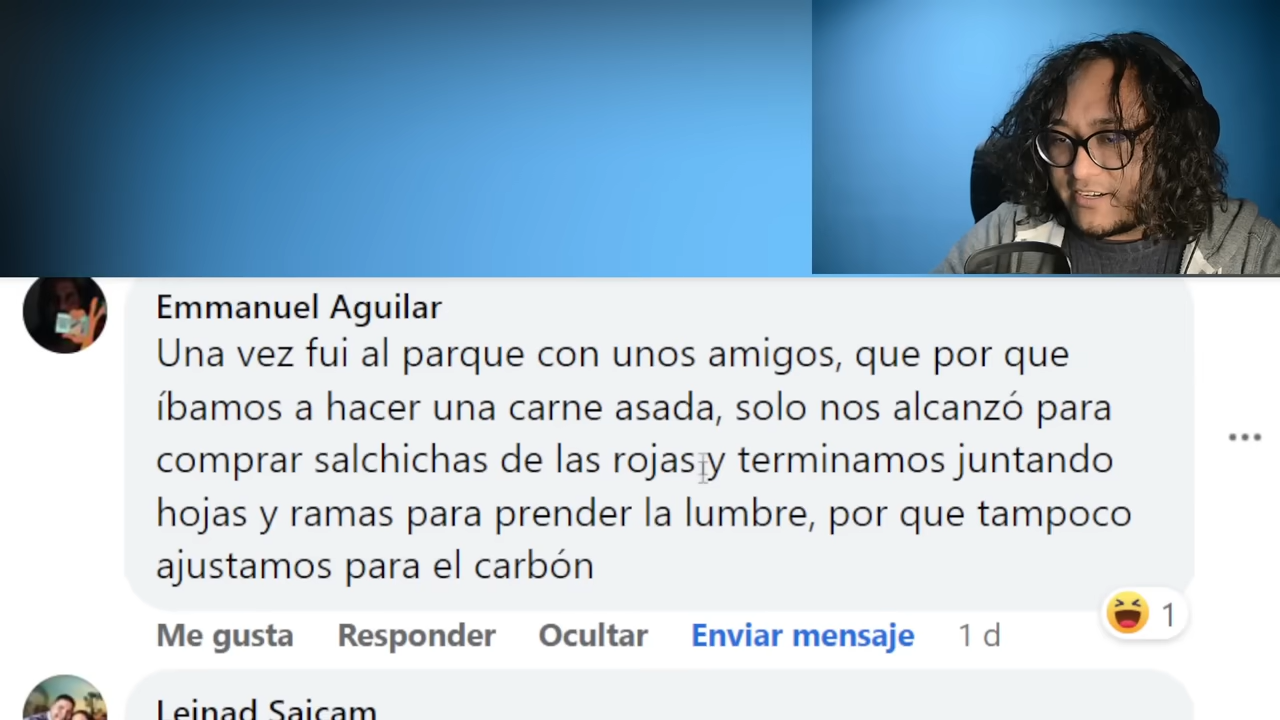 Emmanuel Aguilar
Una vez fui al parque con unos amigos, que por que
íbamos a hacer una carne asada, solo nos alcanzó para
comprar salchichas de las rojas y terminamos juntando
hojas y ramas para prender la lumbre, por que tampoco
ajustamos para el carbón
1
Me gusta Responder Ocultar Enviar mensaje 1 d
Leinad Saicam